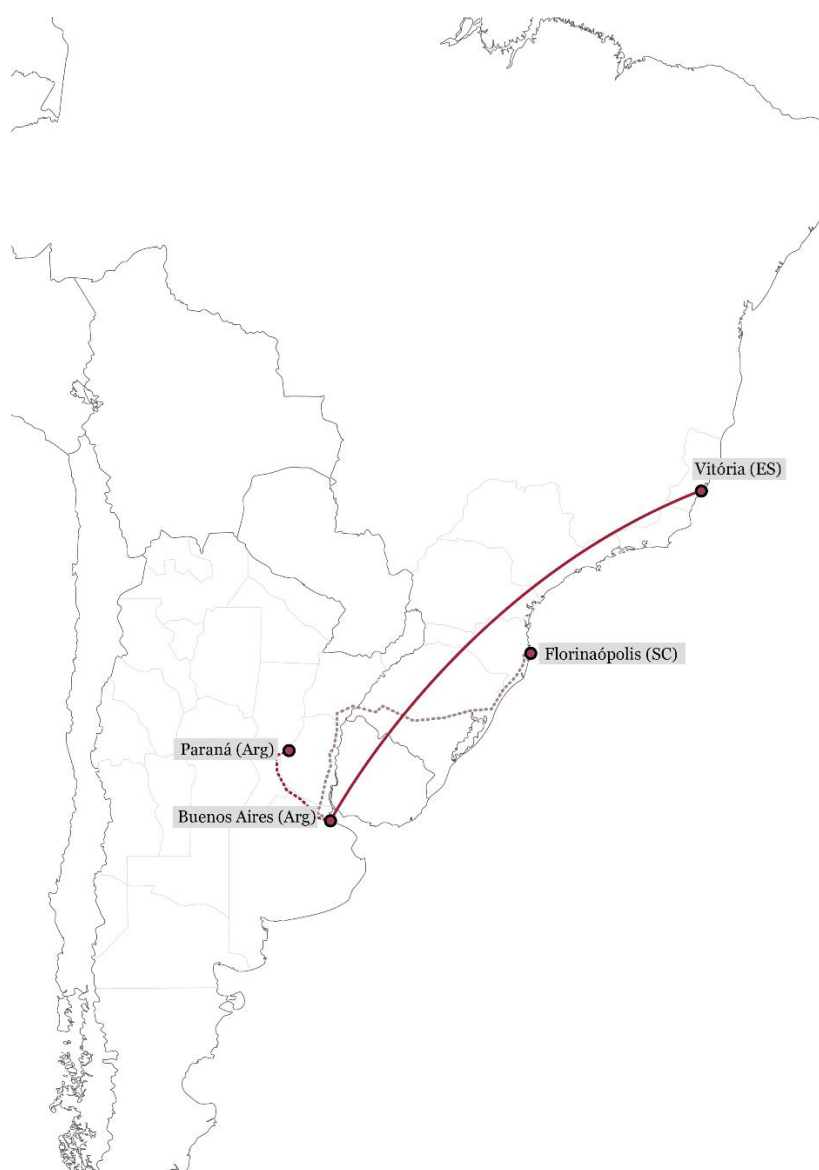 Vitória (ES)
Florinaópolis (SC)
Paraná (Arg)
Buenos Aires (Arg)